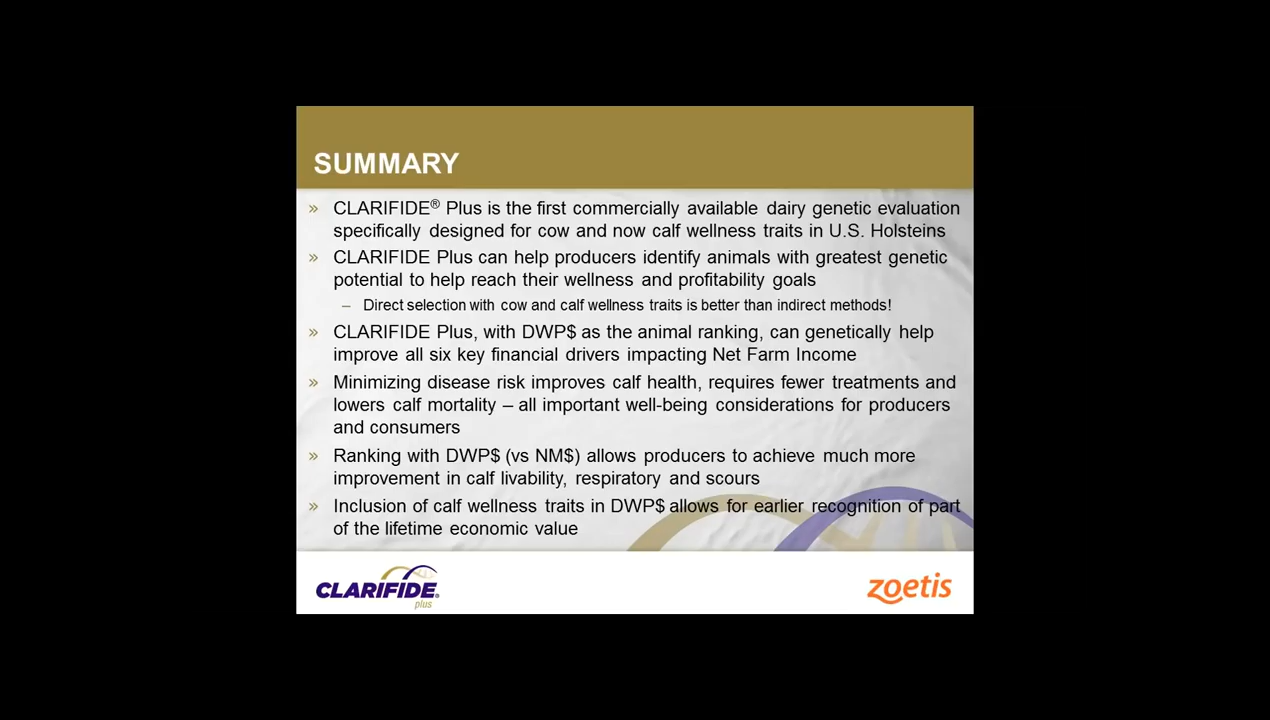 SUMMARY
» CLARIFIDE® Plus is the first commercially available dairy genetic evaluation
specifically designed for cow and now calf wellness traits in U.S. Holsteins
» CLARIFIDE Plus can help producers identify animals with greatest genetic
potential to help reach their wellness and profitability goals
– Direct selection with cow and calf wellness traits is better than indirect methods!
» CLARIFIDE Plus, with DWP$ as the animal ranking, can genetically help
improve all six key financial drivers impacting Net Farm Income
» Minimizing disease risk improves calf health, requires fewer treatments and
lowers calf mortality – all important well-being considerations for producers
and consumers
» Ranking with DWP$ (vs NM$) allows producers to achieve much more
improvement in calf livability, respiratory and scours
» Inclusion of calf wellness traits in DWP$ allows for earlier recognition of part
of the lifetime economic value
CLARIFIDE®
plus
zoetis